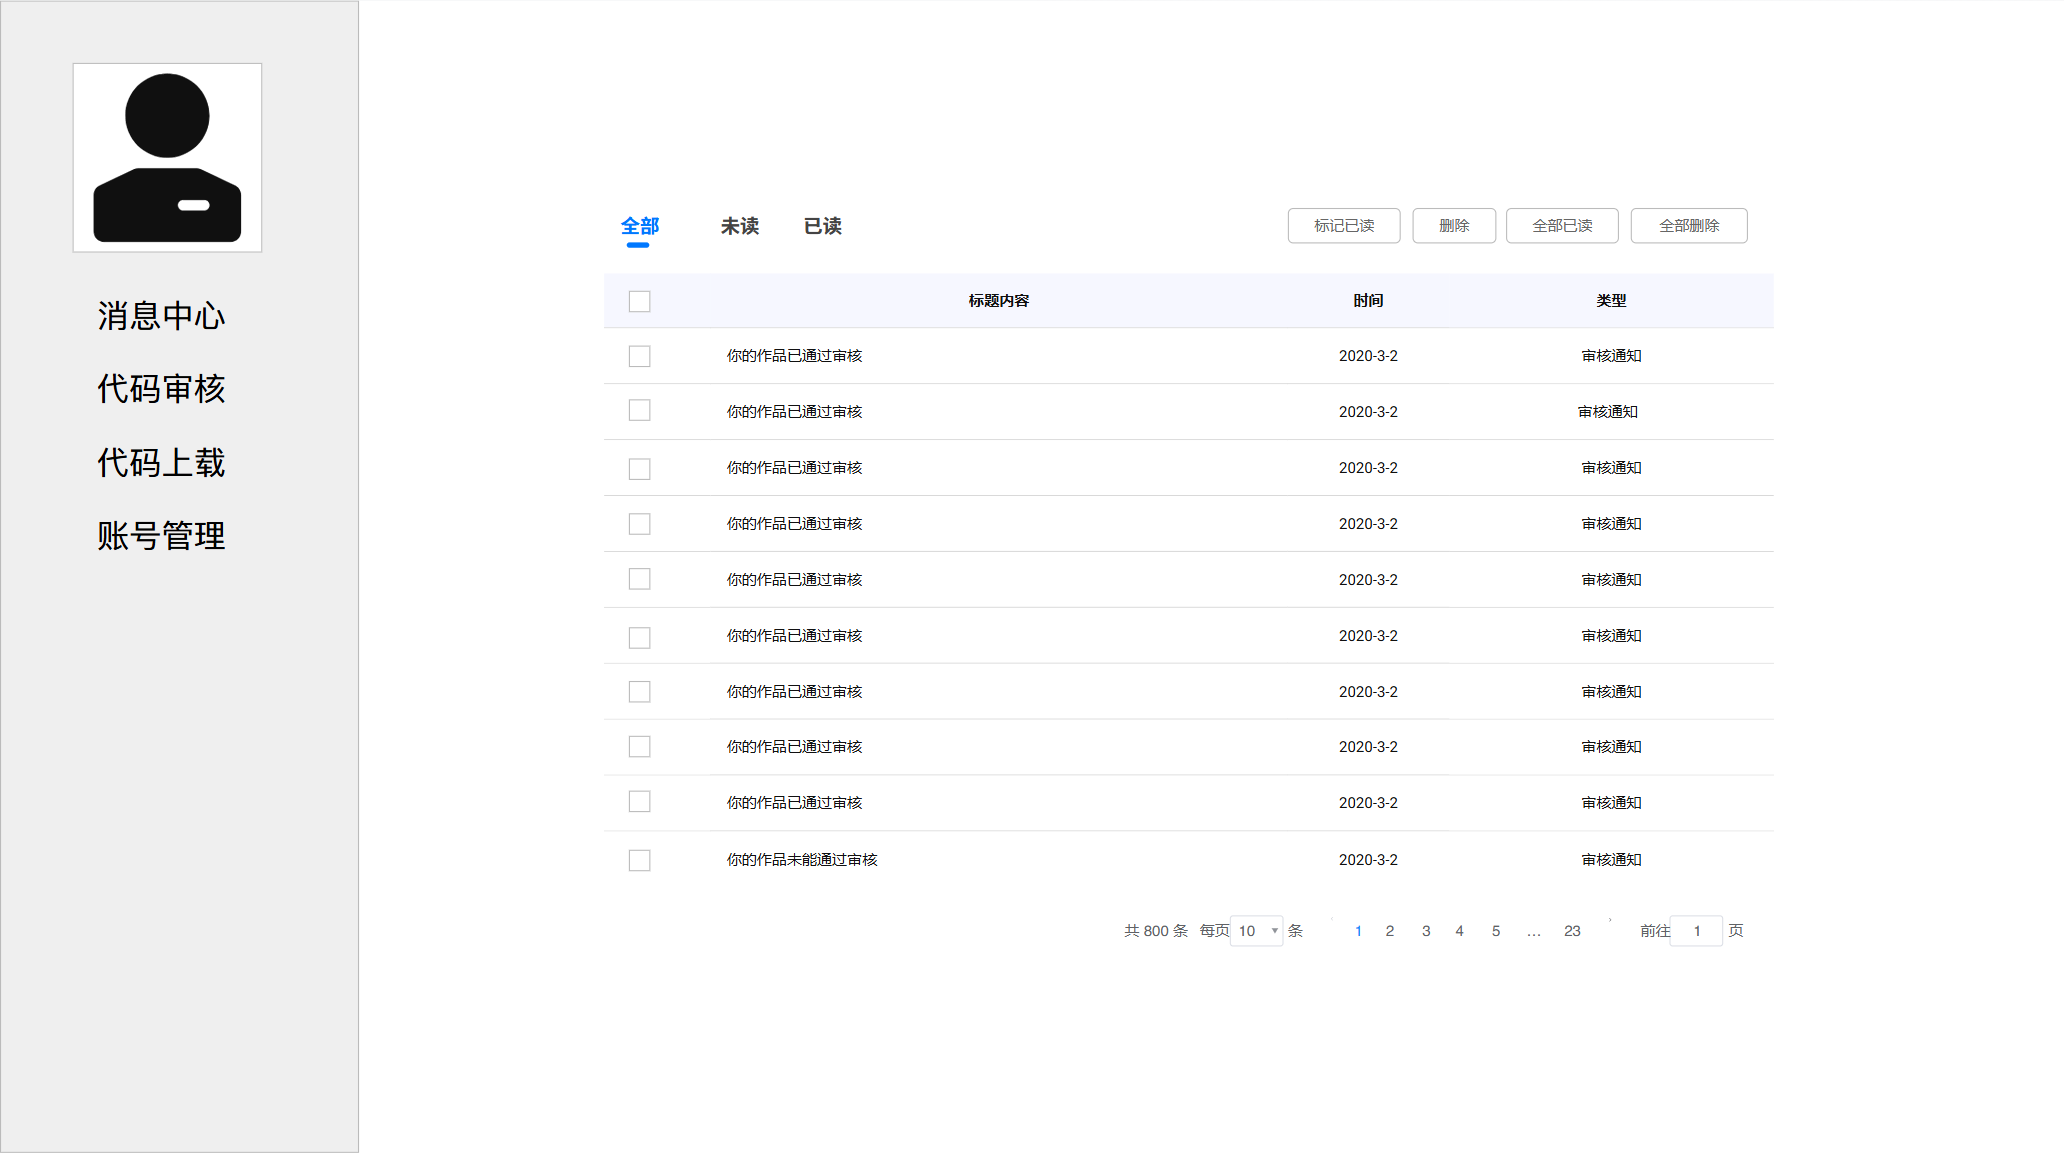 消息中心
代码审核
代码上载
账号管理
全部 未读 已读 标记已读 删除 全部已读 全部删除
标题内容 时间 类型
你的作品已通过审核 2020-3-2 审核通知
你的作品已通过审核 2020-3-2 审核通知
你的作品已通过审核 2020-3-2 审核通知
你的作品已通过审核 2020-3-2 审核通知
你的作品已通过审核 2020-3-2 审核通知
你的作品已通过审核 2020-3-2 审核通知
你的作品已通过审核 2020-3-2 审核通知
你的作品已通过审核 2020-3-2 审核通知
你的作品已通过审核 2020-3-2 审核通知
你的作品未能通过审核 2020-3-2 审核通知
共 800 条 每页 10 条 1 2 3 4 5 … 23 前往 1 页